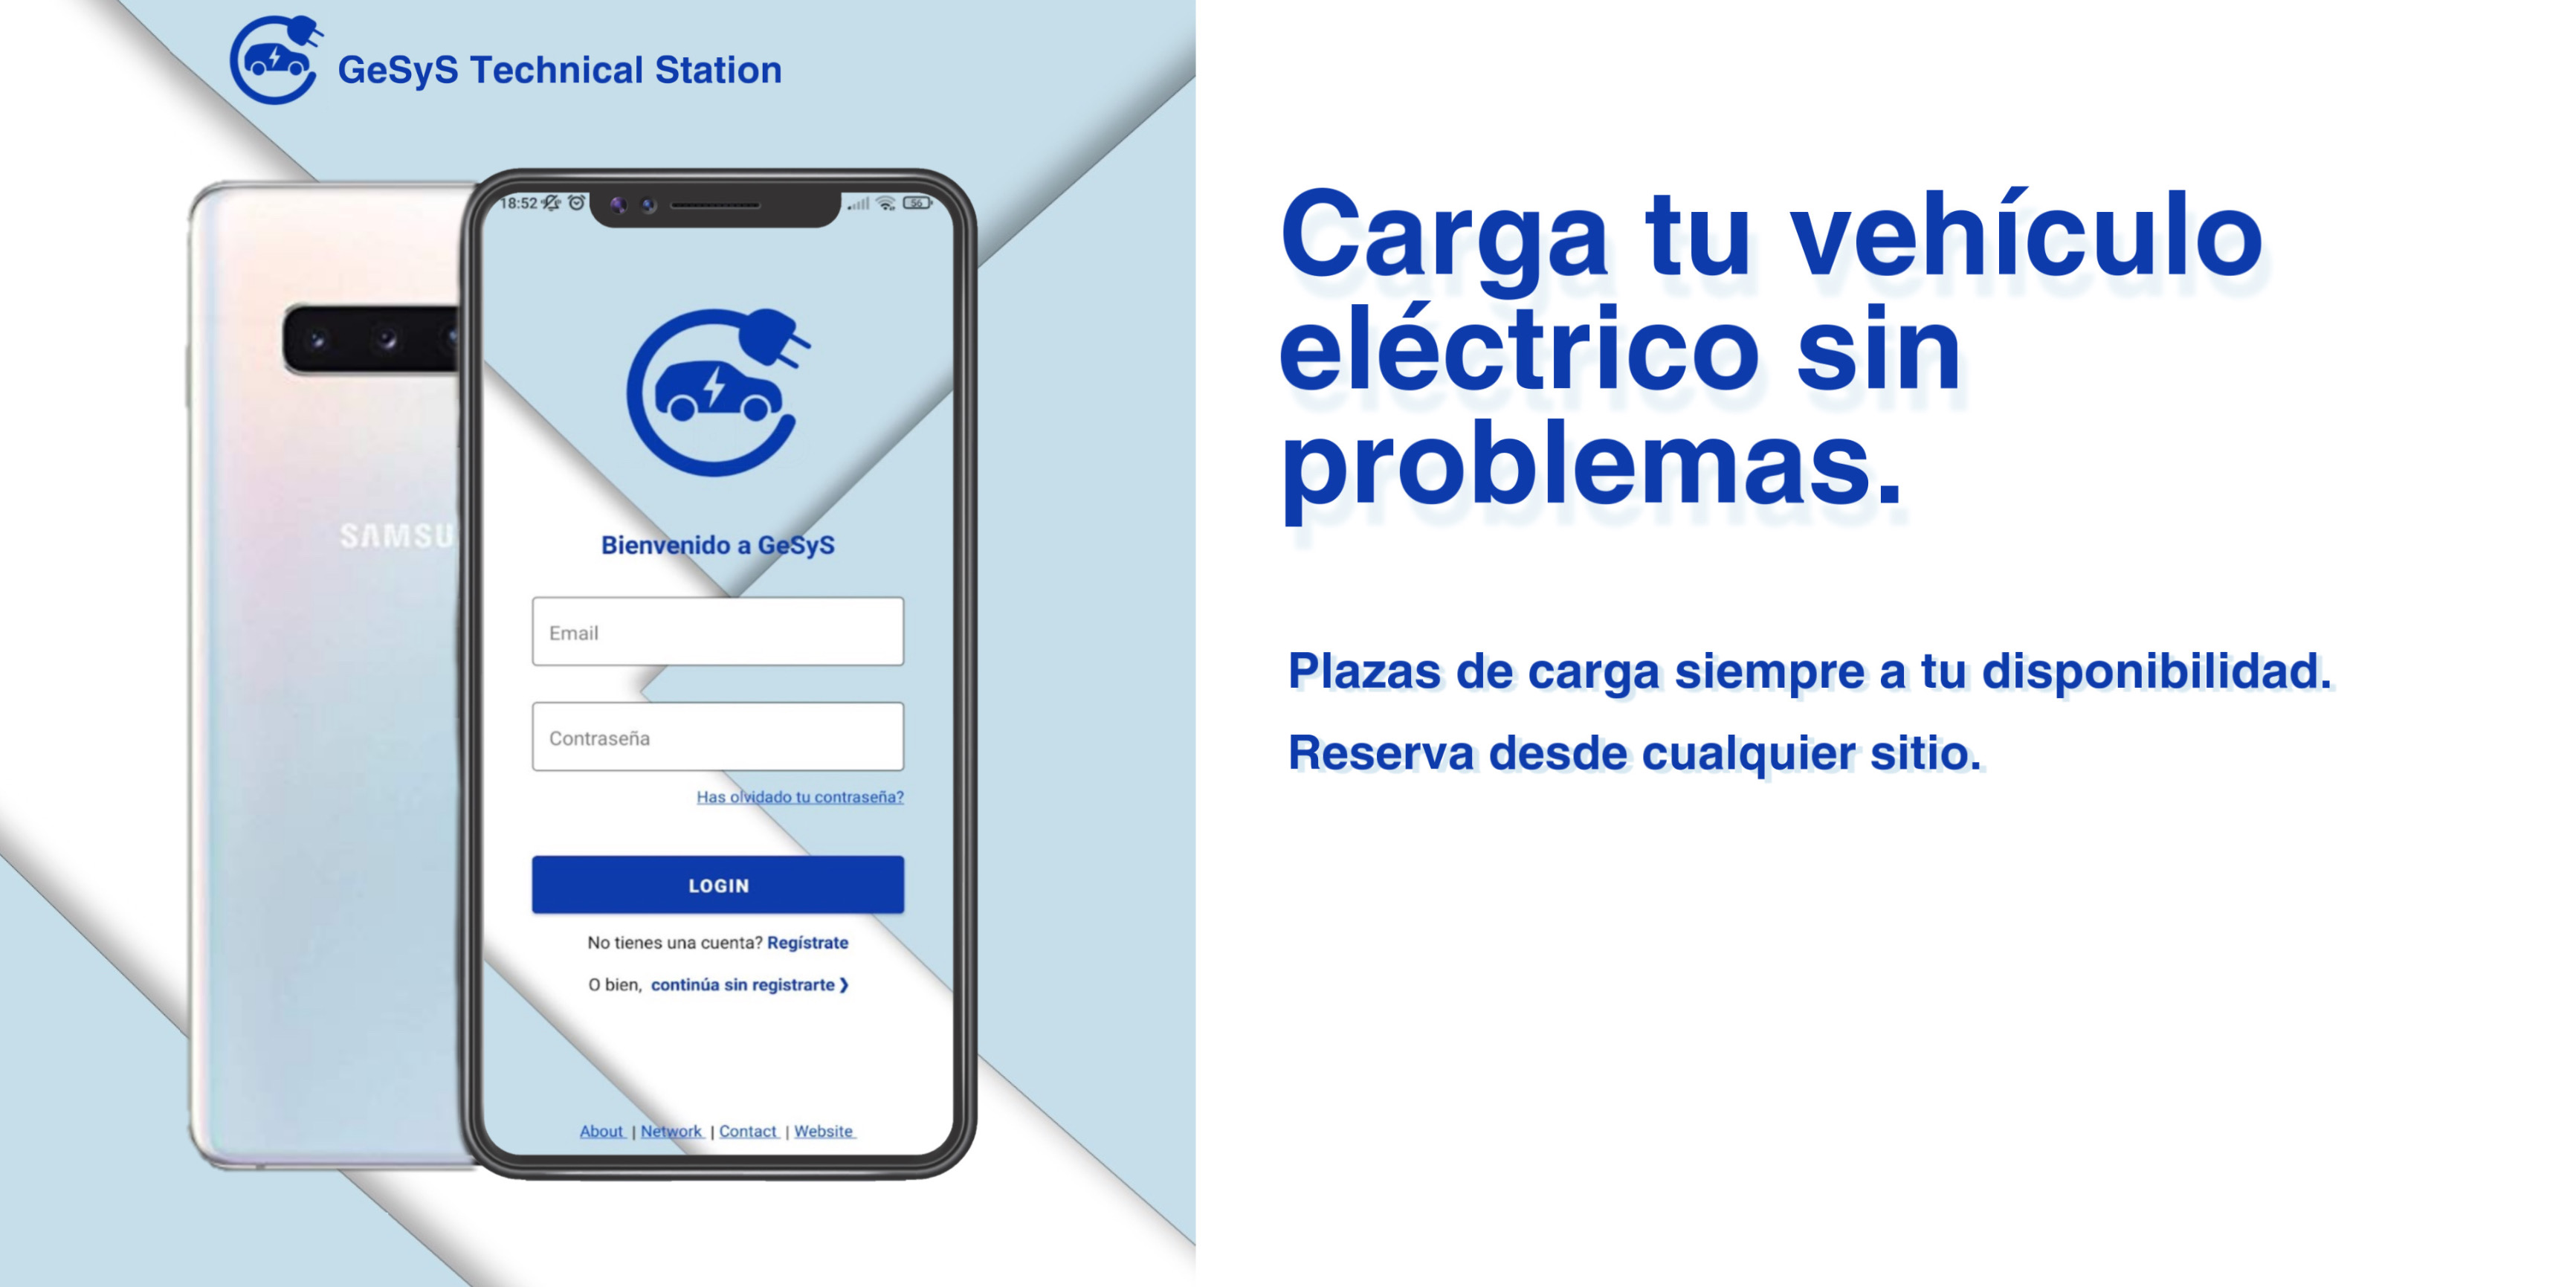 GeSyS Technical Station
18:52
56
SAMSU
Bienvenido a GeSyS
Email
Contraseña
Has olvidado tu contraseña?
LOGIN
No tienes una cuenta? Regístrate
O bien, continúa sin registrarte ❯
About | Network | Contact | Website
Carga tu vehículo
eléctrico sin
problemas.
Plazas de carga siempre a tu disponibilidad.
Reserva desde cualquier sitio.